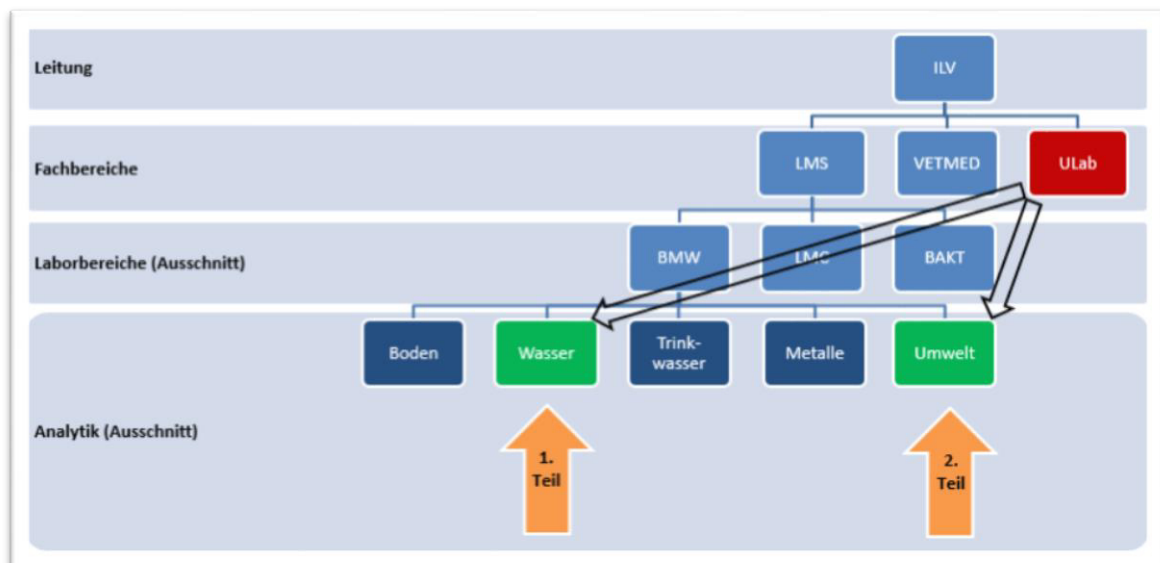 Leitung
ILV
Fachbereiche
LMS
VETMED
ULab
Laborbereiche (Ausschnitt)
BMW
LMC
BAKT
Boden
Wasser
Trink-
wasser
Metalle
Umwelt
Analytik (Ausschnitt)
1.
Teil
2.
Teil